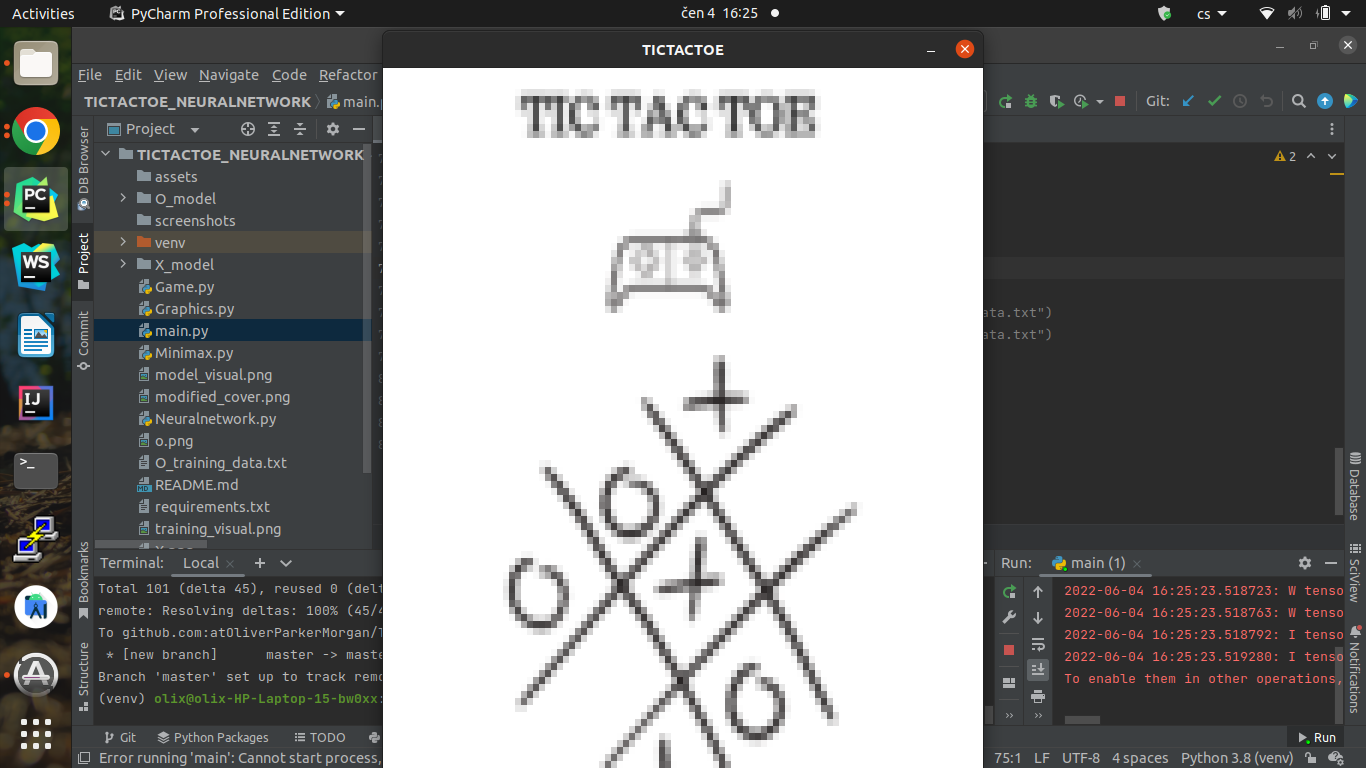 Activities
PyCharm Professional Edition
čen 4 16:25
cs
TICTACTOE
File Edit View Navigate Code Refactor
TICTACTOE_NEURALNETWORK
Git:
Project
2
DB Browser
Project
Commit
Bookmarks
Structure
TICTACTOE_NEURALNETWORK
assets
O_model
screenshots
venv
X_model
Game.py
Graphics.py
main.py
Minimax.py
model_visual.png
modified_cover.png
Neuralnetwork.py
o.png
O_training_data.txt
README.md
requirements.txt
training_visual.png
TIC TAC TOE
ata.txt")
ata.txt")
Database
SciView
Notifications
PC
WS
IJ
>_
Terminal: Local
Total 101 (delta 45), reused 0 (delt
remote: Resolving deltas: 100% (45/4
To github.com:atOliverParkerMorgan/T
* [new branch] master -> maste
Branch 'master' set up to track remo
(venv) olix@olix-HP-Laptop-15-bw0xx:
Run: main (1)
2022-06-04 16:25:23.518723: W tenso
2022-06-04 16:25:23.518763: W tenso
2022-06-04 16:25:23.518792: I tenso
2022-06-04 16:25:23.519280: I tenso
To enable them in other operations,
Git Python Packages TODO
Run
Error running 'main': Cannot start process,
75:1 LF UTF-8 4 spaces Python 3.8 (venv)